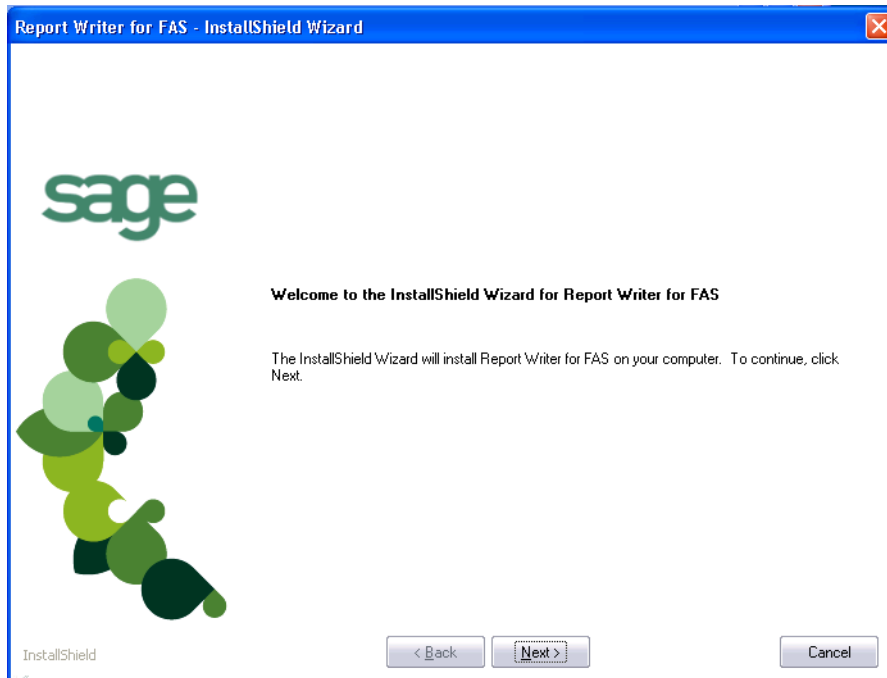 Report Writer for FAS - InstallShield Wizard
sage
Welcome to the InstallShield Wizard for Report Writer for FAS
The InstallShield Wizard will install Report Writer for FAS on your computer. To continue, click
Next.
InstallShield
< Back
Next >
Cancel